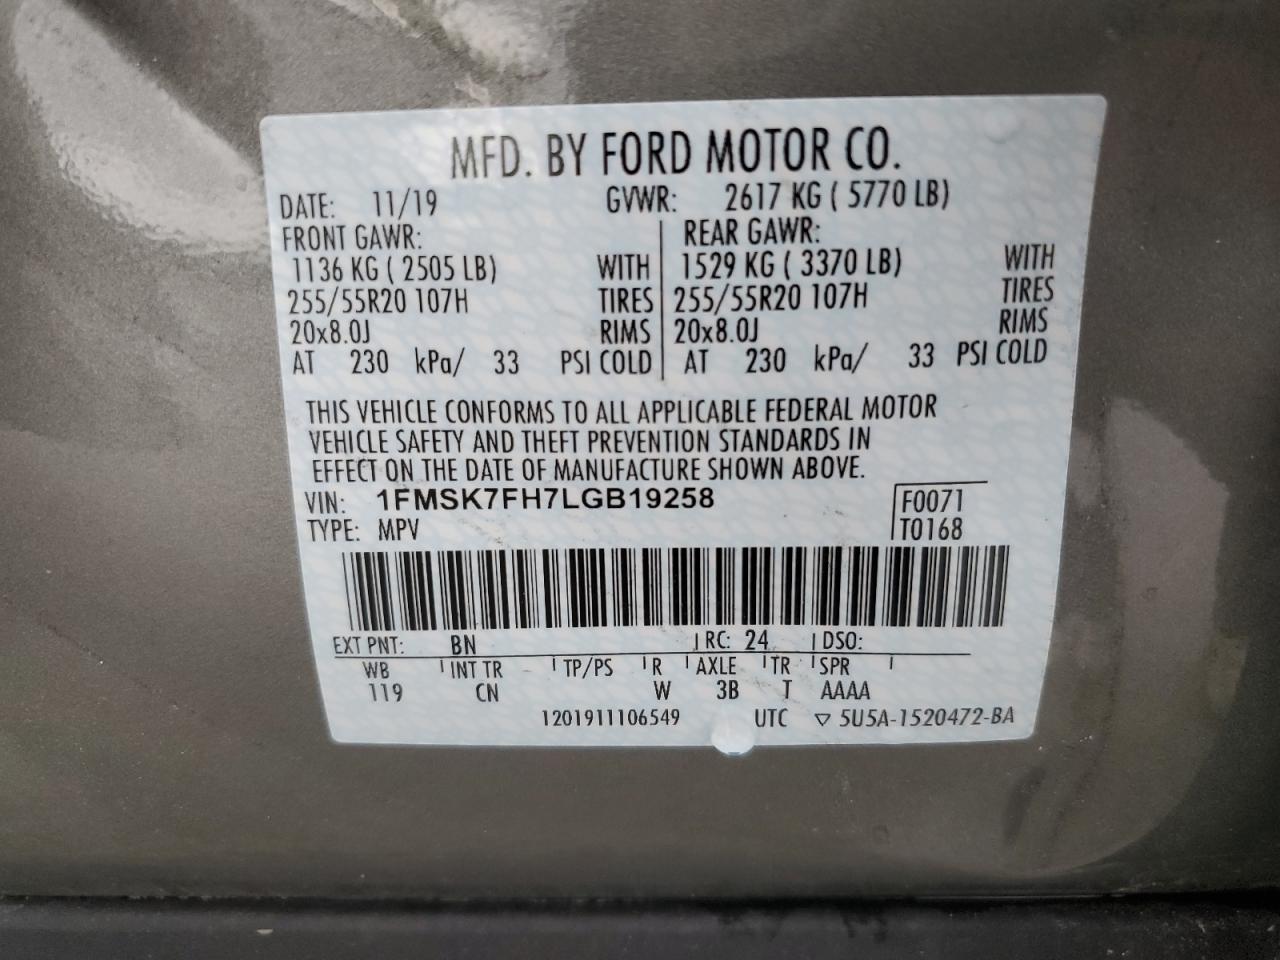 MFD. BY FORD MOTOR CO.
DATE: 11/19 GVWR: 2617 KG ( 5770 LB)
FRONT GAWR: REAR GAWR:
1136 KG ( 2505 LB) WITH 1529 KG ( 3370 LB) WITH
255/55R20 107H TIRES 255/55R20 107H TIRES
20x8.0J RIMS 20x8.0J RIMS
AT 230 kPa/ 33 PSI COLD AT 230 kPa/ 33 PSI COLD
THIS VEHICLE CONFORMS TO ALL APPLICABLE FEDERAL MOTOR
VEHICLE SAFETY AND THEFT PREVENTION STANDARDS IN
EFFECT ON THE DATE OF MANUFACTURE SHOWN ABOVE.
VIN: 1FMSK7FH7LGB19258 F0071
TYPE: MPV T0168
EXT PNT: BN RC: 24 DSO:
WB INT TR TP/PS R AXLE TR SPR
119 CN W 3B T AAAA
1201911106549 UTC ▽ 5U5A-1520472-BA